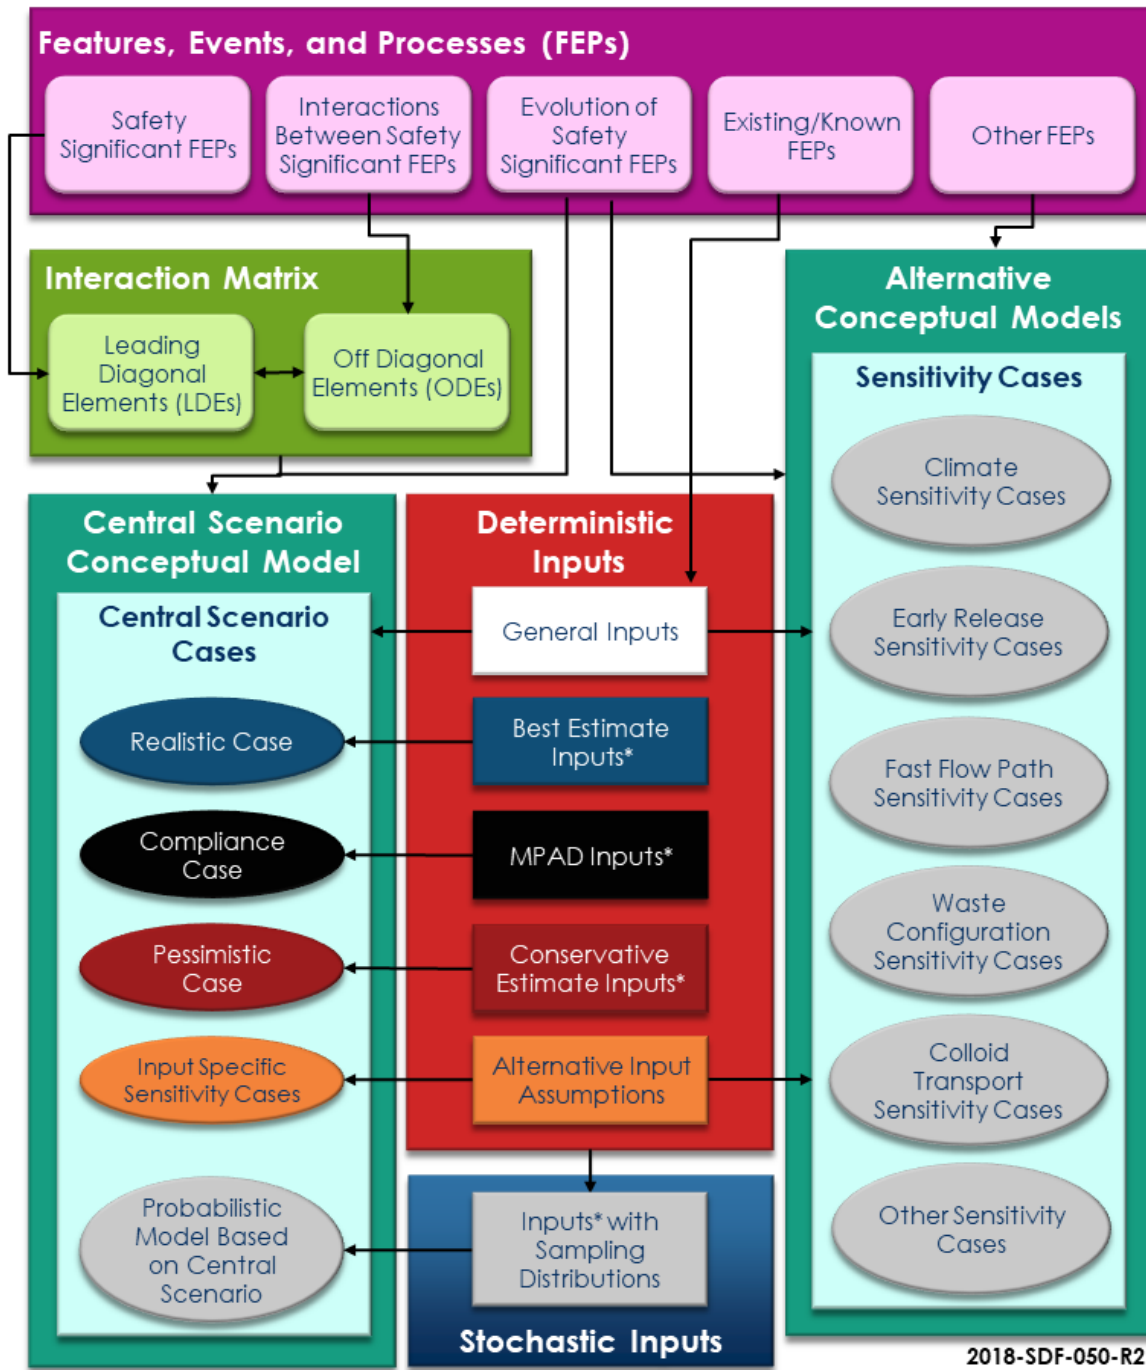 Features, Events, and Processes (FEPs)
Safety
Significant FEPs
Interactions
Between Safety
Significant FEPs
Evolution of
Safety
Significant FEPs
Existing/Known
FEPs
Other FEPs
Interaction Matrix
Leading
Diagonal
Elements (LDEs)
Off Diagonal
Elements (ODEs)
Alternative
Conceptual Models
Sensitivity Cases
Climate
Sensitivity Cases
Early Release
Sensitivity Cases
Fast Flow Path
Sensitivity Cases
Waste
Configuration
Sensitivity Cases
Colloid
Transport
Sensitivity Cases
Other Sensitivity
Cases
Central Scenario
Conceptual Model
Central Scenario
Cases
Realistic Case
Compliance
Case
Pessimistic
Case
Input Specific
Sensitivity Cases
Probabilistic
Model Based
on Central
Scenario
Deterministic
Inputs
General Inputs
Best Estimate
Inputs*
MPAD Inputs*
Conservative
Estimate Inputs*
Alternative Input
Assumptions
Inputs* with
Sampling
Distributions
Stochastic Inputs
2018-SDF-050-R2